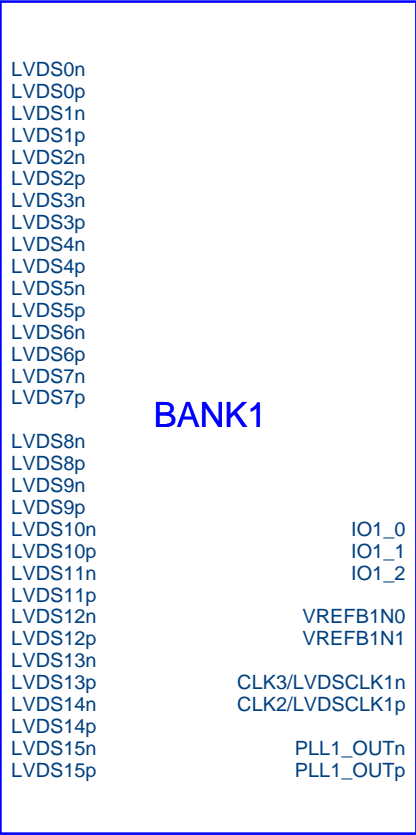 LVDS0n
LVDS0p
LVDS1n
LVDS1p
LVDS2n
LVDS2p
LVDS3n
LVDS3p
LVDS4n
LVDS4p
LVDS5n
LVDS5p
LVDS6n
LVDS6p
LVDS7n
LVDS7p
BANK1
LVDS8n
LVDS8p
LVDS9n
LVDS9p
LVDS10n IO1_0
LVDS10p IO1_1
LVDS11n IO1_2
LVDS11p
LVDS12n VREFB1N0
LVDS12p VREFB1N1
LVDS13n
LVDS13p CLK3/LVDSCLK1n
LVDS14n CLK2/LVDSCLK1p
LVDS14p
LVDS15n PLL1_OUTn
LVDS15p PLL1_OUTp